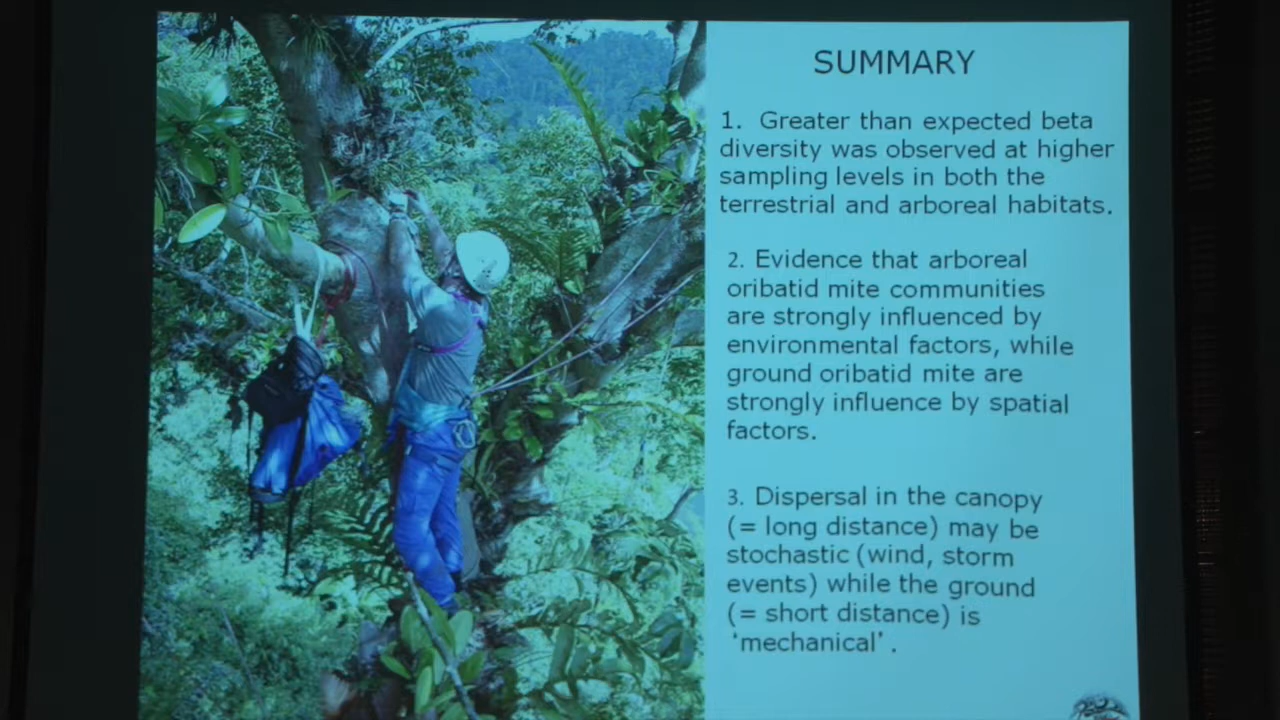 SUMMARY
1. Greater than expected beta
diversity was observed at higher
sampling levels in both the
terrestrial and arboreal habitats.
2. Evidence that arboreal
oribatid mite communities
are strongly influenced by
environmental factors, while
ground oribatid mite are
strongly influence by spatial
factors.
3. Dispersal in the canopy
(= long distance) may be
stochastic (wind, storm
events) while the ground
(= short distance) is
‘mechanical’.